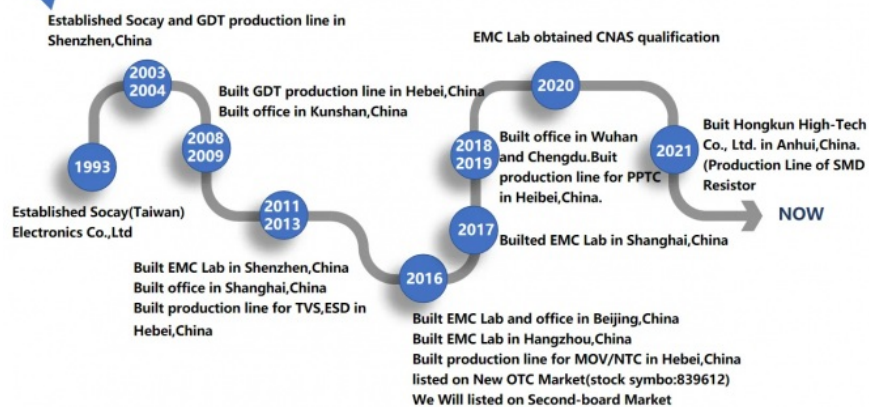 Established Socay and GDT production line in
Shenzhen,China
2003
2004
1993
Established Socay(Taiwan)
Electronics Co.,Ltd
Built GDT production line in Hebei,China
Built office in Kunshan,China
2008
2009
2011
2013
Built EMC Lab in Shenzhen,China
Built office in Shanghai,China
Built production line for TVS,ESD in
Hebei,China
2016
Built EMC Lab and office in Beijing,China
Built EMC Lab in Hangzhou,China
Built production line for MOV/NTC in Hebei,China
listed on New OTC Market(stock symbo:839612)
We Will listed on Second-board Market
2017
Builted EMC Lab in Shanghai,China
2018
2019
Built office in Wuhan
and Chengdu.Buit
production line for PPTC
in Heibei,China.
EMC Lab obtained CNAS qualification
2020
2021
Buit Hongkun High-Tech
Co., Ltd. in Anhui,China.
(Production Line of SMD
Resistor
NOW